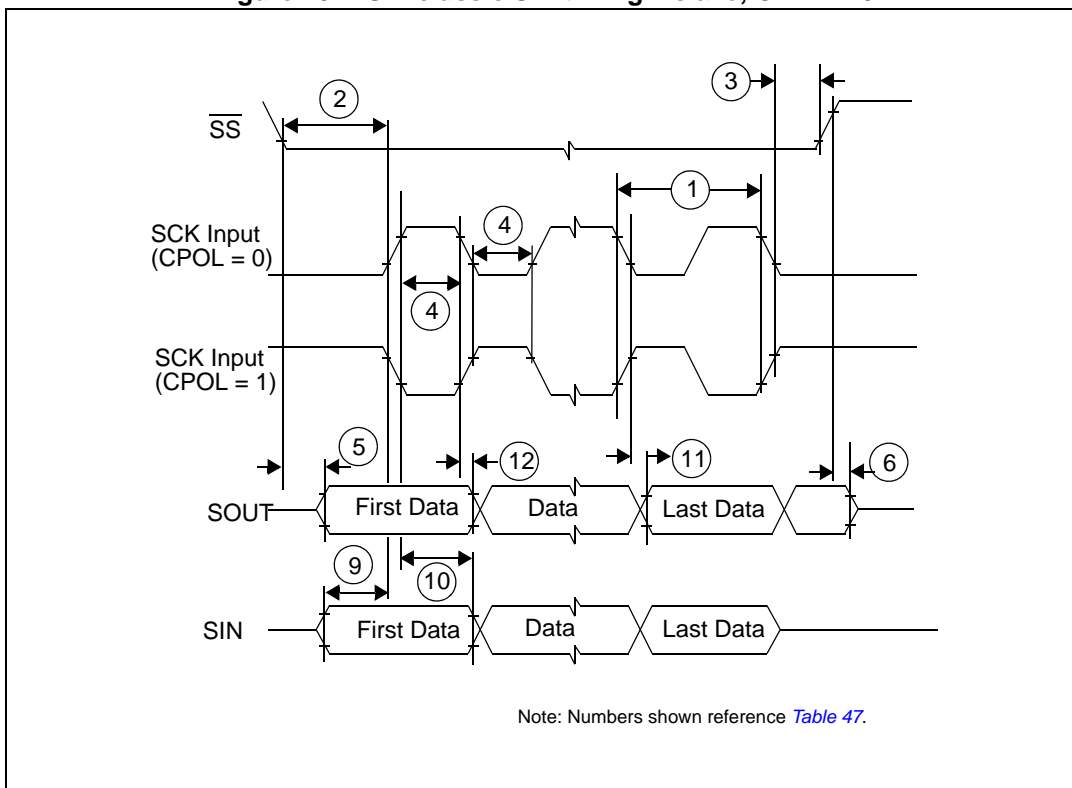 3
2
SS
1
SCK Input
(CPOL = 0)
4
4
SCK Input
(CPOL = 1)
5
12
11
6
SOUT
First Data
Data
Last Data
9
10
SIN
First Data
Data
Last Data
Note: Numbers shown reference Table 47.